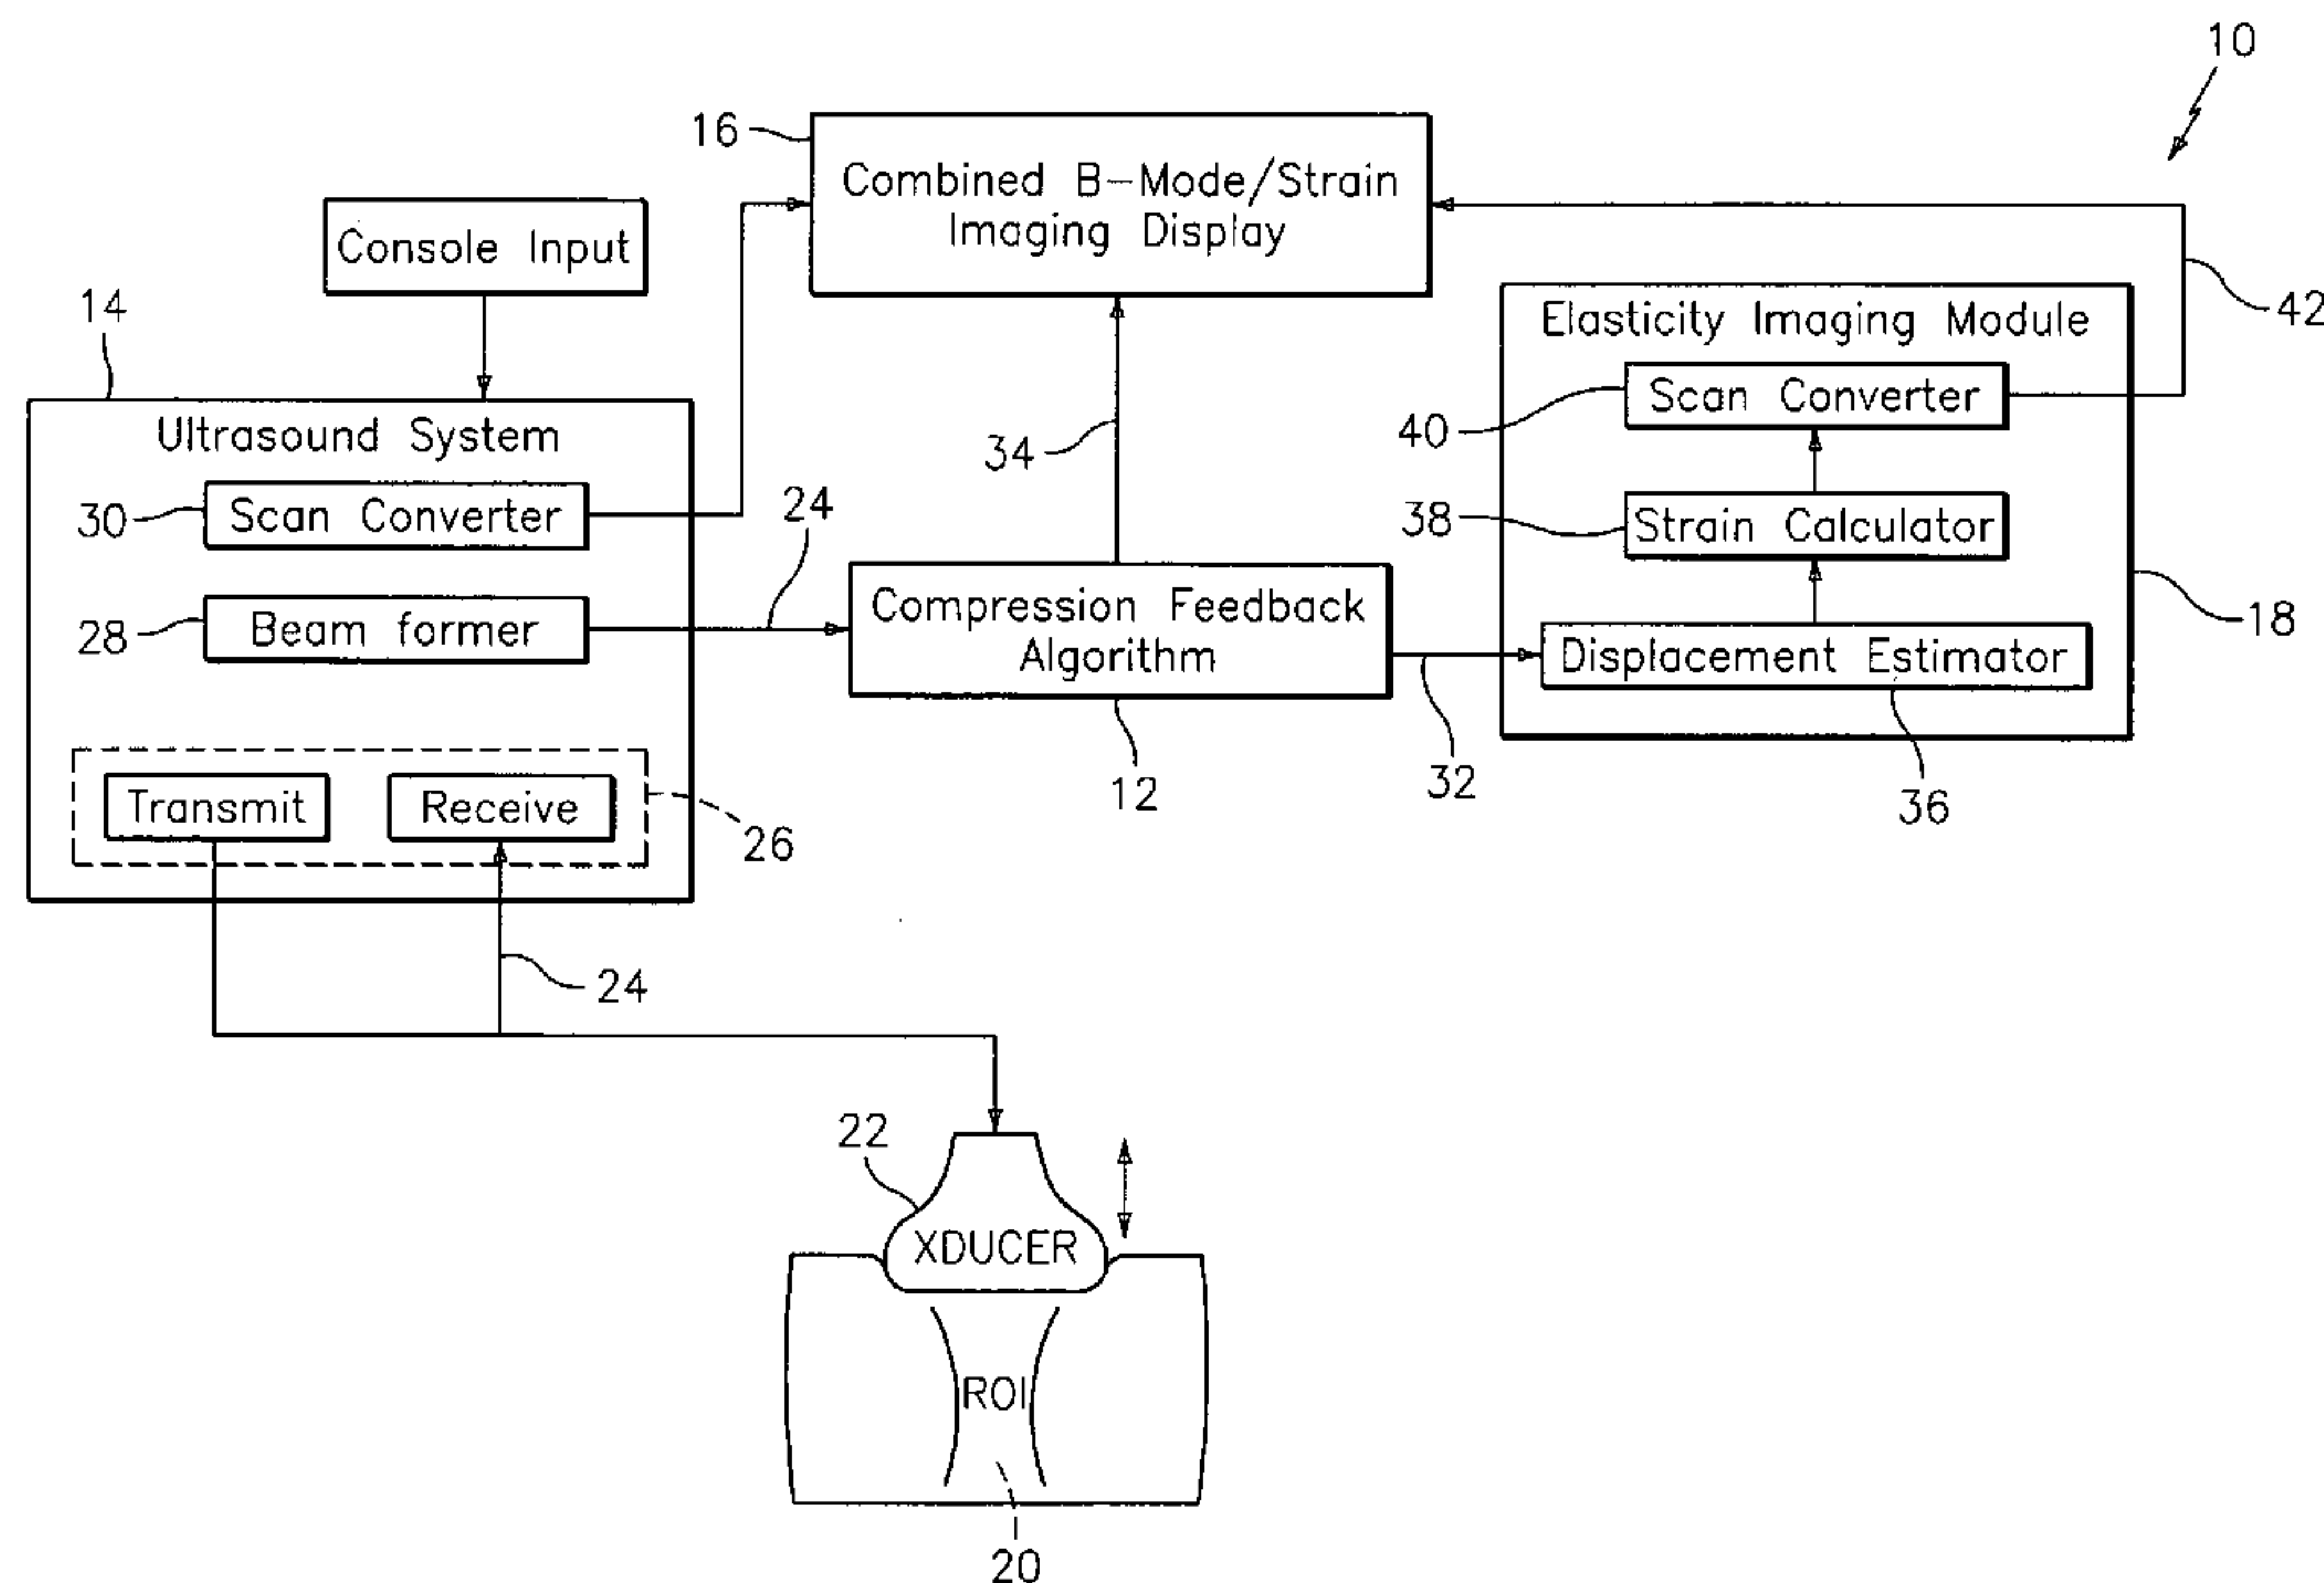 10
16
Combined B-Mode/Strain
Imaging Display
Console Input
14
42
Elasticity Imaging Module
Ultrasound System
40
Scan Converter
34
30
Scan Converter
24
38
Strain Calculator
28
Beam former
Compression Feedback
Algorithm
18
Displacement Estimator
12
32
36
Transmit
Receive
26
24
22
XDUCER
ROI
20